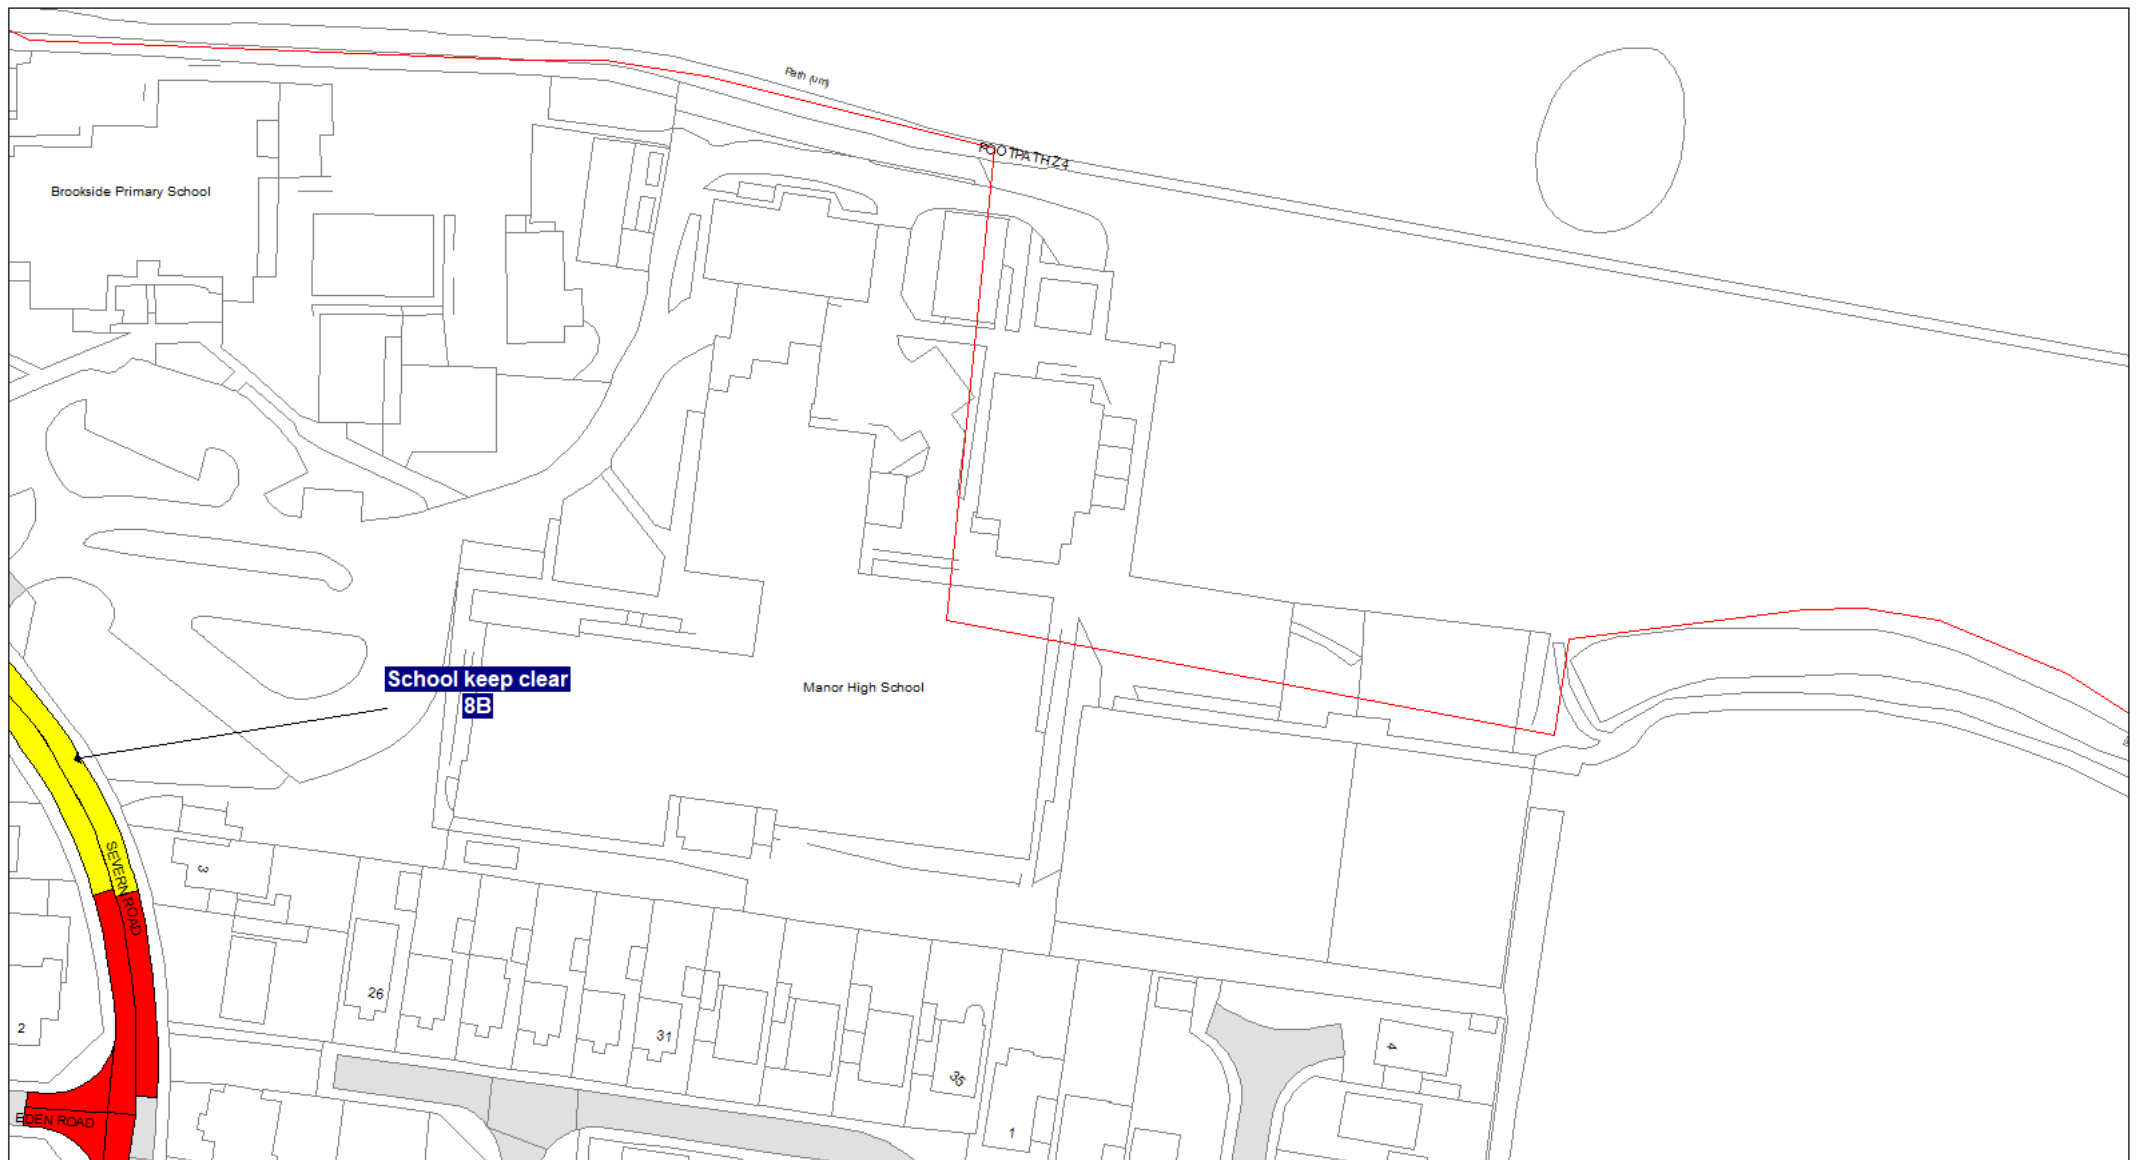 Path (um)
FOOTPATH Z4
Brookside Primary School
School keep clear
8B
Manor High School
SEVERN ROAD
3
26
2
31
35
4
1
EDEN ROAD